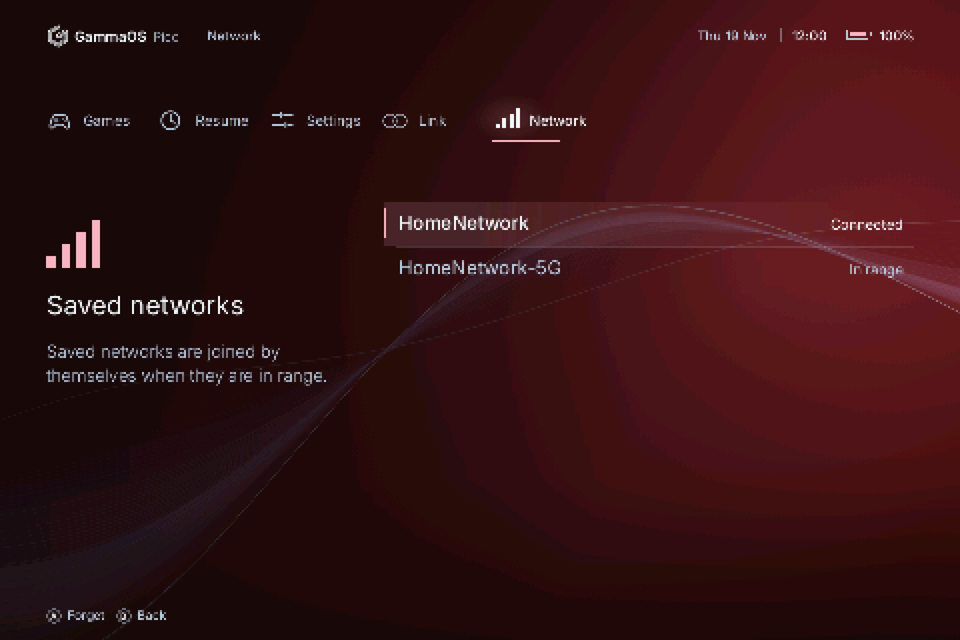 GammaOS Pico Network Thu 19 Nov 12:00 100%
Games Resume Settings Link Network
HomeNetwork Connected
HomeNetwork-5G In range
Saved networks
Saved networks are joined by
themselves when they are in range.
Forget Back